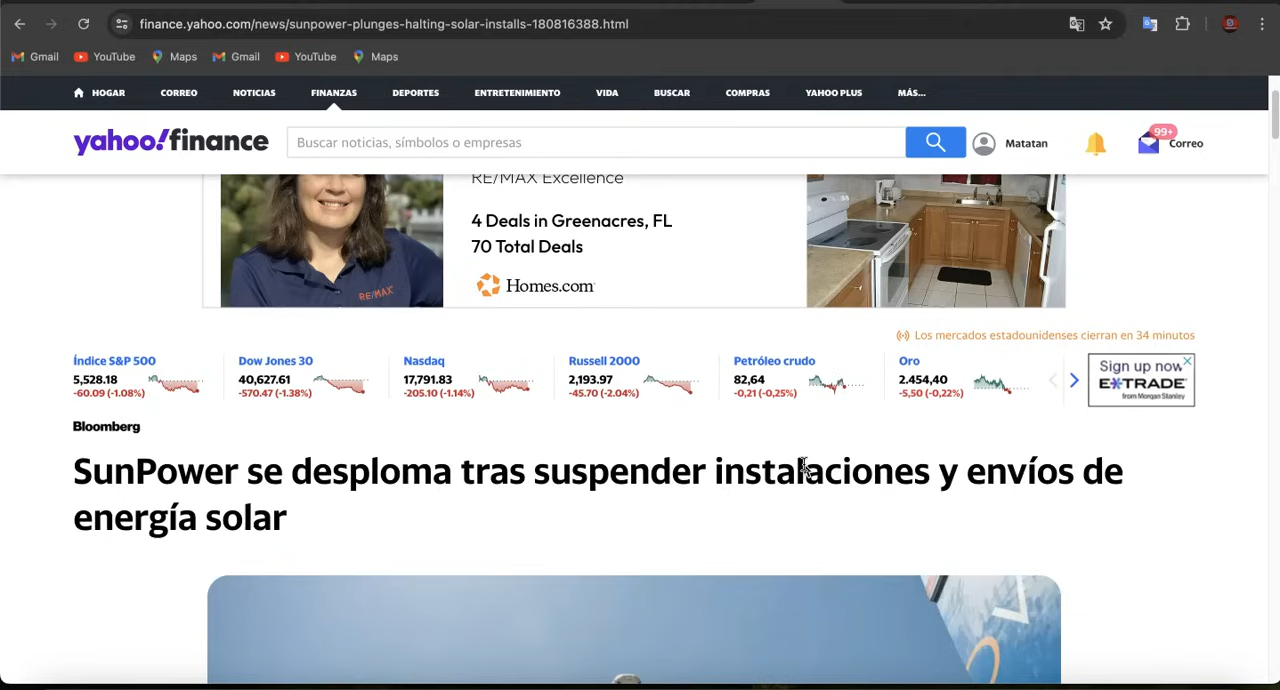 finance.yahoo.com/news/sunpower-plunges-halting-solar-installs-180816388.html
Gmail YouTube Maps Gmail YouTube Maps
HOGAR CORREO NOTICIAS FINANZAS DEPORTES ENTRETENIMIENTO VIDA BUSCAR COMPRAS YAHOO PLUS MÁS...
yahoo!finance Buscar noticias, símbolos o empresas Matatan 99+ Correo
RE/MAX Excellence
4 Deals in Greenacres, FL
70 Total Deals
Homes.com
RE/MAX
Los mercados estadounidenses cierran en 34 minutos
Índice S&P 500 Dow Jones 30 Nasdaq Russell 2000 Petróleo crudo Oro
5,528.18 40,627.61 17,791.83 2,193.97 82,64 2.454,40
-60.09 (-1.08%) -570.47 (-1.38%) -205.10 (-1.14%) -45.70 (-2.04%) -0,21 (-0,25%) -5,50 (-0,22%)
Sign up now
E*TRADE
from Morgan Stanley
Bloomberg
SunPower se desploma tras suspender instalaciones y envíos de
energía solar